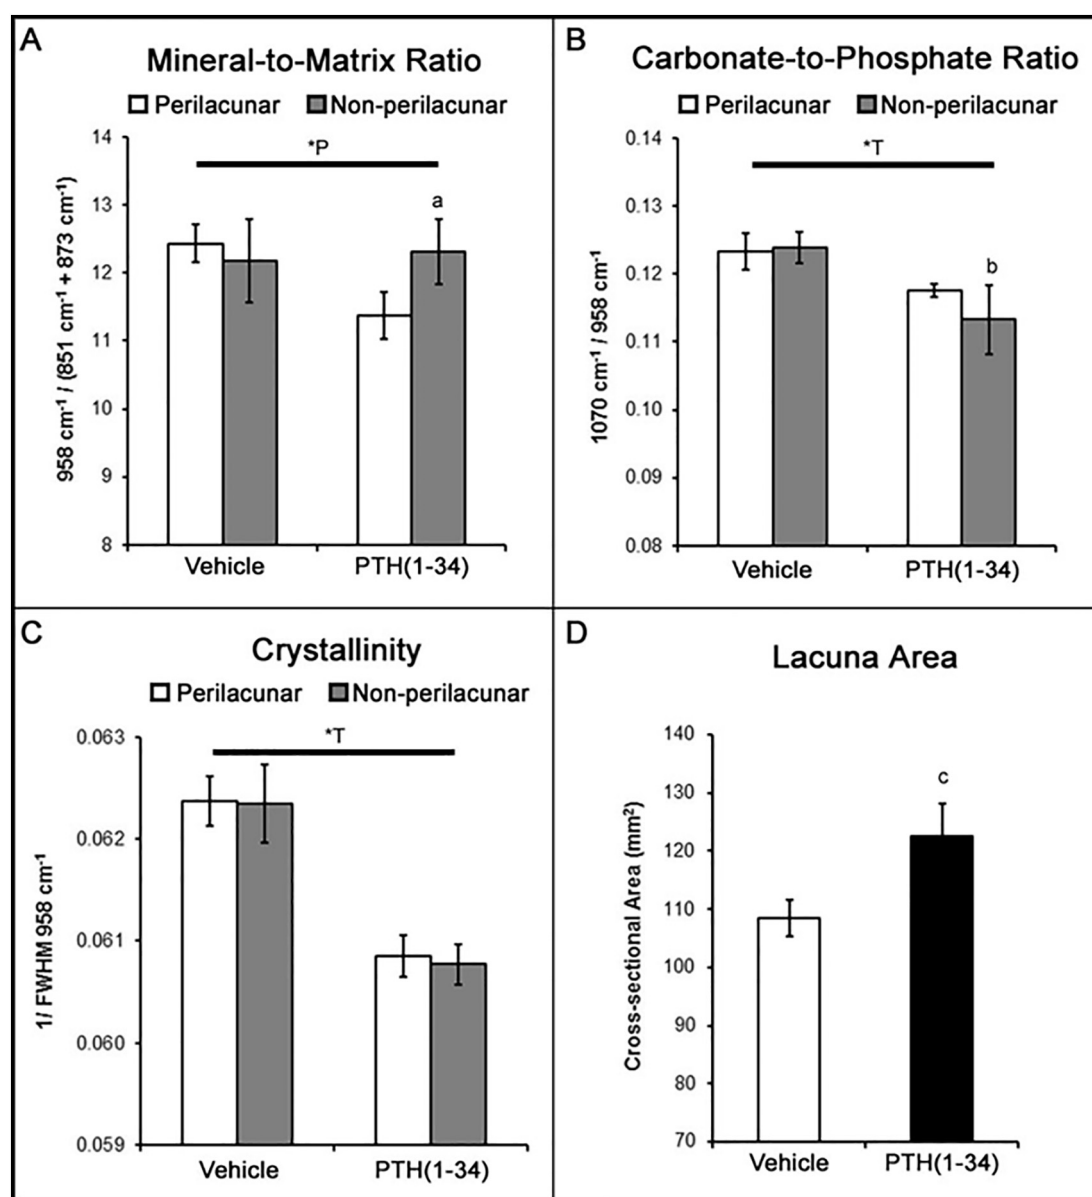 A
Mineral-to-Matrix Ratio
Perilacunar Non-perilacunar
*P
a
958 cm⁻¹ / (851 cm⁻¹ + 873 cm⁻¹)
14
13
12
11
10
9
8
Vehicle PTH(1-34)
B
Carbonate-to-Phosphate Ratio
Perilacunar Non-perilacunar
*T
b
1070 cm⁻¹ / 958 cm⁻¹
0.14
0.13
0.12
0.11
0.10
0.09
0.08
Vehicle PTH(1-34)
C
Crystallinity
Perilacunar Non-perilacunar
*T
1/ FWHM 958 cm⁻¹
0.063
0.062
0.061
0.060
0.059
Vehicle PTH(1-34)
D
Lacuna Area
c
Cross-sectional Area (mm²)
140
130
120
110
100
90
80
70
Vehicle PTH(1-34)